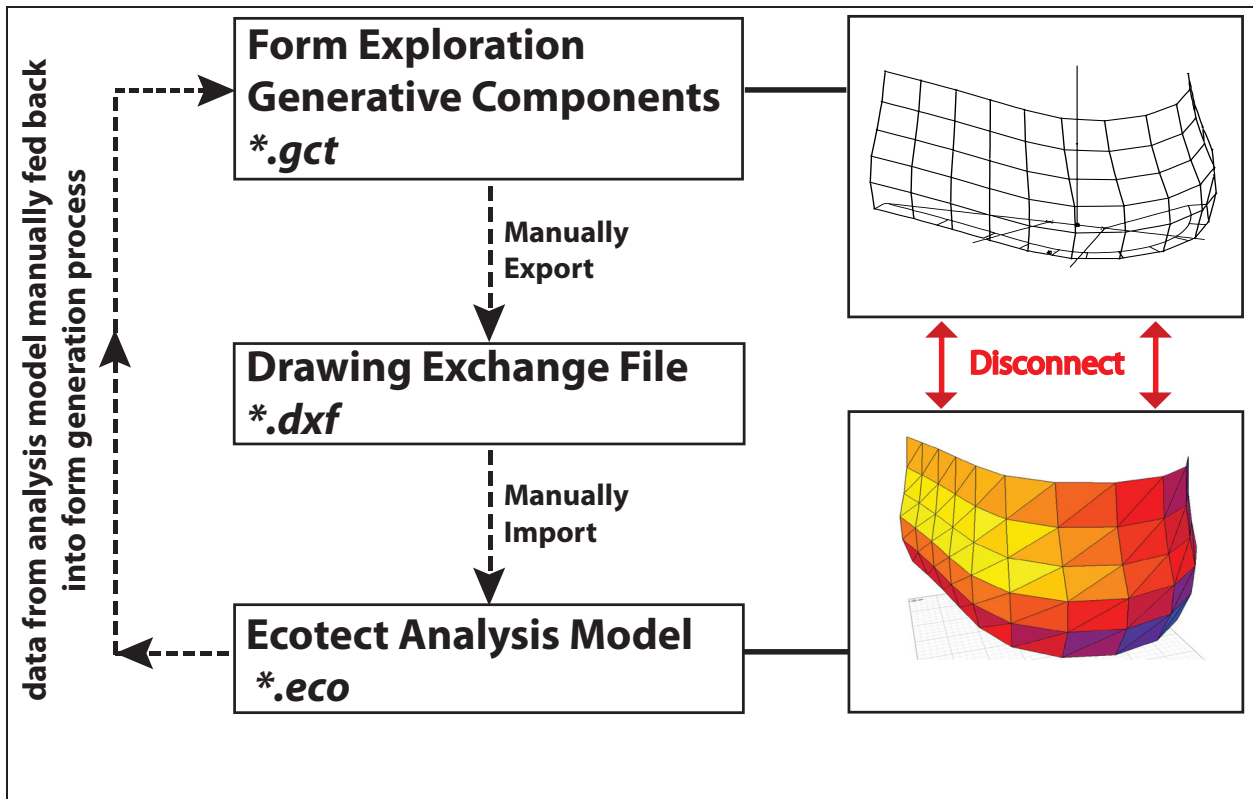 data from analysis model manually fed back
into form generation process
Form Exploration
Generative Components
*.gct
Manually
Export
Drawing Exchange File
*.dxf
Manually
Import
Ecotect Analysis Model
*.eco
Disconnect